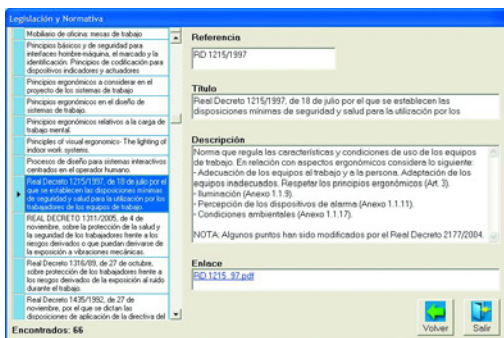 Legislación y Normativa
Mobiliario de oficina: mesas de trabajo
Principios básicos y de seguridad para
interfaces hombre-máquina, el marcado y la
identificación. Principios de codificación para
dispositivos indicadores y actuadores
Principios ergonómicos a considerar en el
proyecto de los sistemas de trabajo
Principios ergonómicos en el diseño de
sistemas de trabajo.
Principios ergonómicos relativos a la carga de
trabajo mental.
Principles of visual ergonomics- The lighting of
indoor work systems.
Procesos de diseño para sistemas interactivos
centrados en el operador humano.
Real Decreto 1215/1997, de 18 de julio por el
que se establecen las disposiciones mínimas
de seguridad y salud para la utilización por los
trabajadores de los equipos de trabajo.
REAL DECRETO 1311/2005, de 4 de
noviembre, sobre la protección de la salud y
la seguridad de los trabajadores frente a los
riesgos derivados o que puedan derivarse de
la exposición a vibraciones mecánicas.
Real Decreto 1316/89, de 27 de octubre,
sobre protección de los trabajadores frente a
los riesgos derivados de la exposición al ruido
durante el trabajo.
Real Decreto 1435/1992, de 27 de
noviembre, por el que se dictan las
disposiciones de aplicación de la directiva del
Encontrados: 66
Referencia
RD 1215/1997
Título
Real Decreto 1215/1997, de 18 de julio por el que se establecen las
disposiciones mínimas de seguridad y salud para la utilización por los
Descripción
Norma que regula las características y condiciones de uso de los equipos
de trabajo. En relación con aspectos ergonómicos considera lo siguiente:
- Adecuación de los equipos al trabajo y a la persona. Adaptación de los
equipos inadecuados. Respetar los principios ergonómicos (Art. 3).
- Iluminación (Anexo 1.1.9).
- Percepción de los dispositivos de alarma (Anexo 1.1.11).
- Condiciones ambientales (Anexo 1.1.17).
NOTA: Algunos puntos han sido modificados por el Real Decreto 2177/2004.
Enlace
RD 1215_97.pdf
Volver
Salir